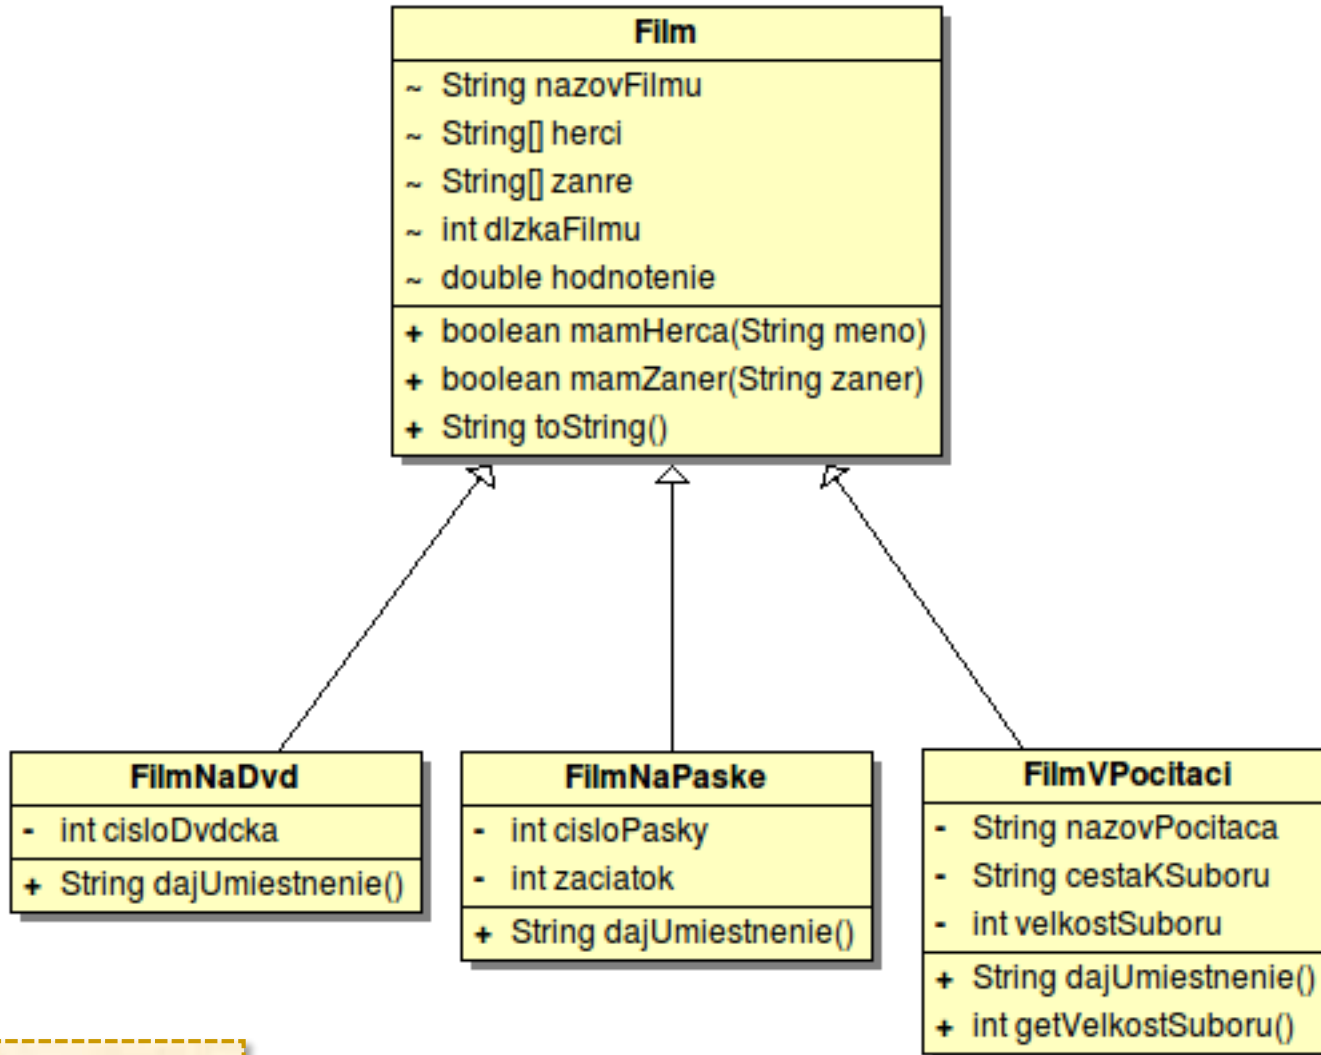 Film
~ String nazovFilmu
~ String[] herci
~ String[] zanre
~ int dlzkaFilmu
~ double hodnotenie
+ boolean mamHerca(String meno)
+ boolean mamZaner(String zaner)
+ String toString()
FilmNaDvd
- int cisloDvdcka
+ String dajUmiestnenie()
FilmNaPaske
- int cisloPasky
- int zaciatok
+ String dajUmiestnenie()
FilmVPocitaci
- String nazovPocitaca
- String cestaKSuboru
- int velkostSuboru
+ String dajUmiestnenie()
+ int getVelkostSuboru()